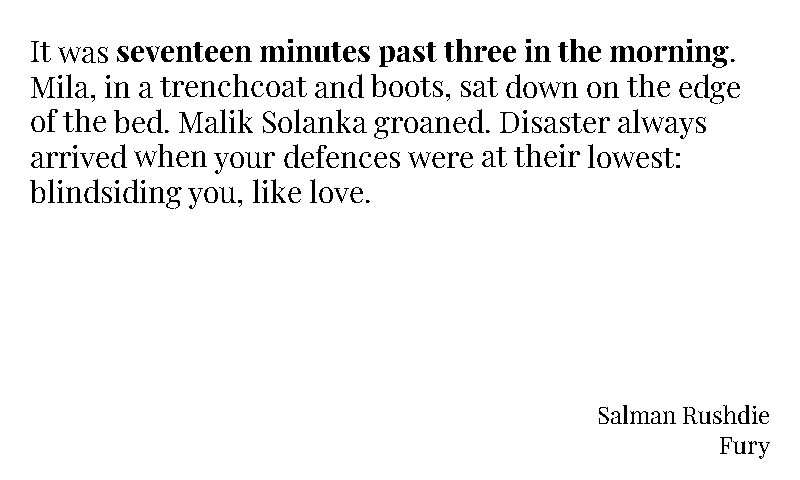 It was seventeen minutes past three in the morning.
Mila, in a trenchcoat and boots, sat down on the edge
of the bed. Malik Solanka groaned. Disaster always
arrived when your defences were at their lowest:
blindsiding you, like love.
Salman Rushdie
Fury